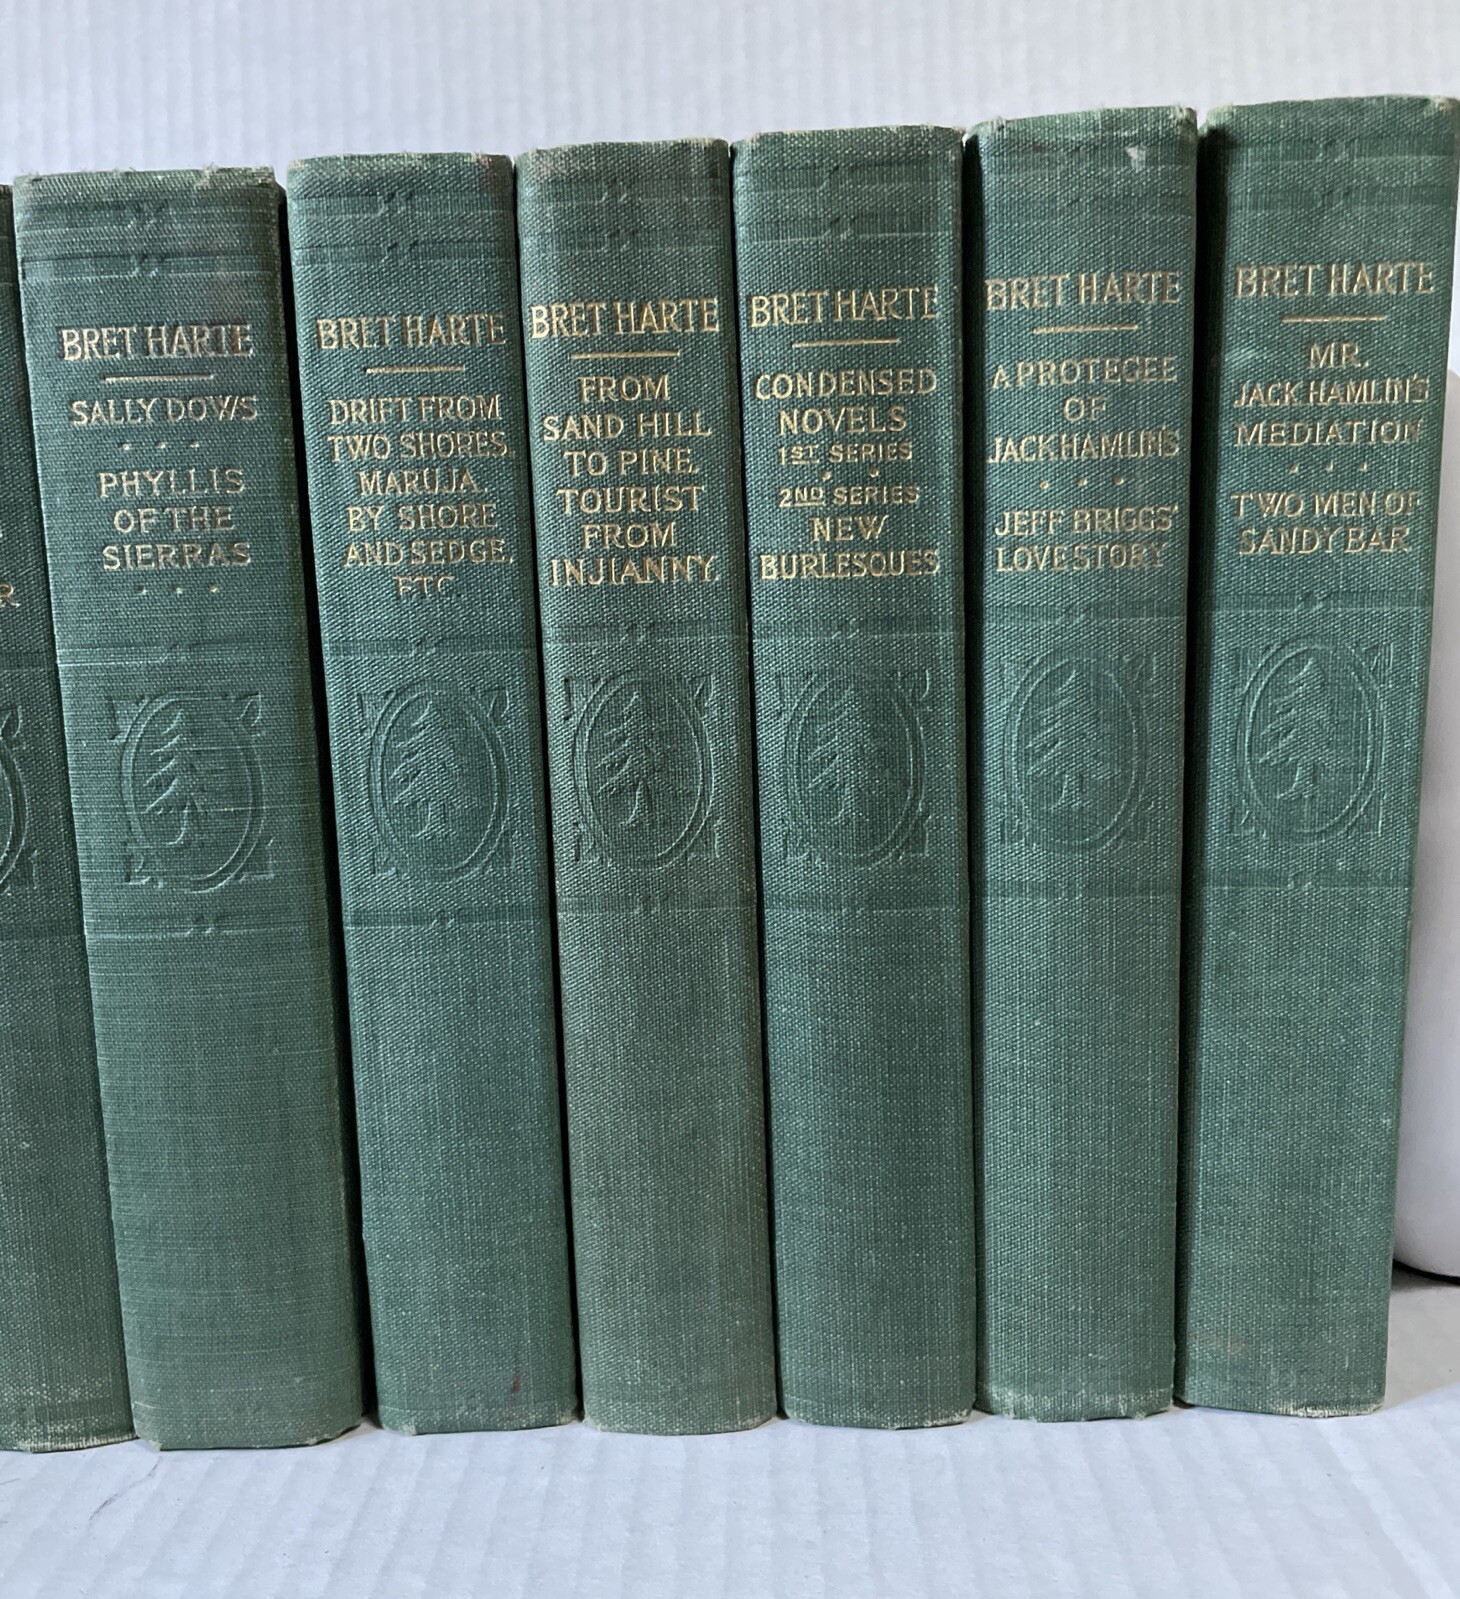 R
BRET HARTE
SALLY DOWS
PHYLLIS
OF THE
SIERRAS
BRET HARTE
DRIFT FROM
TWO SHORES,
MARUJA,
BY SHORE
AND SEDGE,
ETC.
BRET HARTE
FROM
SAND HILL
TO PINE,
TOURIST
FROM
INJIANNY,
BRET HARTE
CONDENSED
NOVELS
1ST SERIES
2ND SERIES
NEW
BURLESQUES
BRET HARTE
A PROTEGEE
OF
JACK HAMLIN'S
JEFF BRIGGS'
LOVE STORY
BRET HARTE
MR.
JACK HAMLIN'S
MEDIATION
TWO MEN OF
SANDY BAR